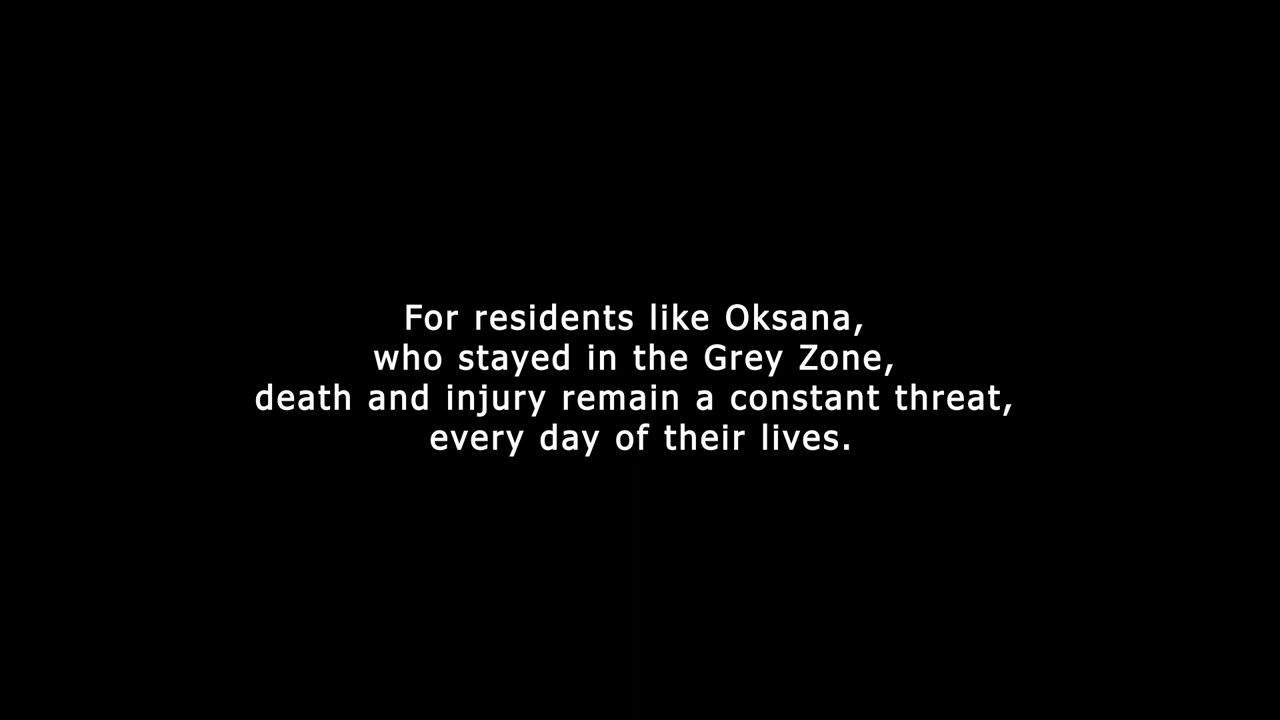 For residents like Oksana,
who stayed in the Grey Zone,
death and injury remain a constant threat,
every day of their lives.